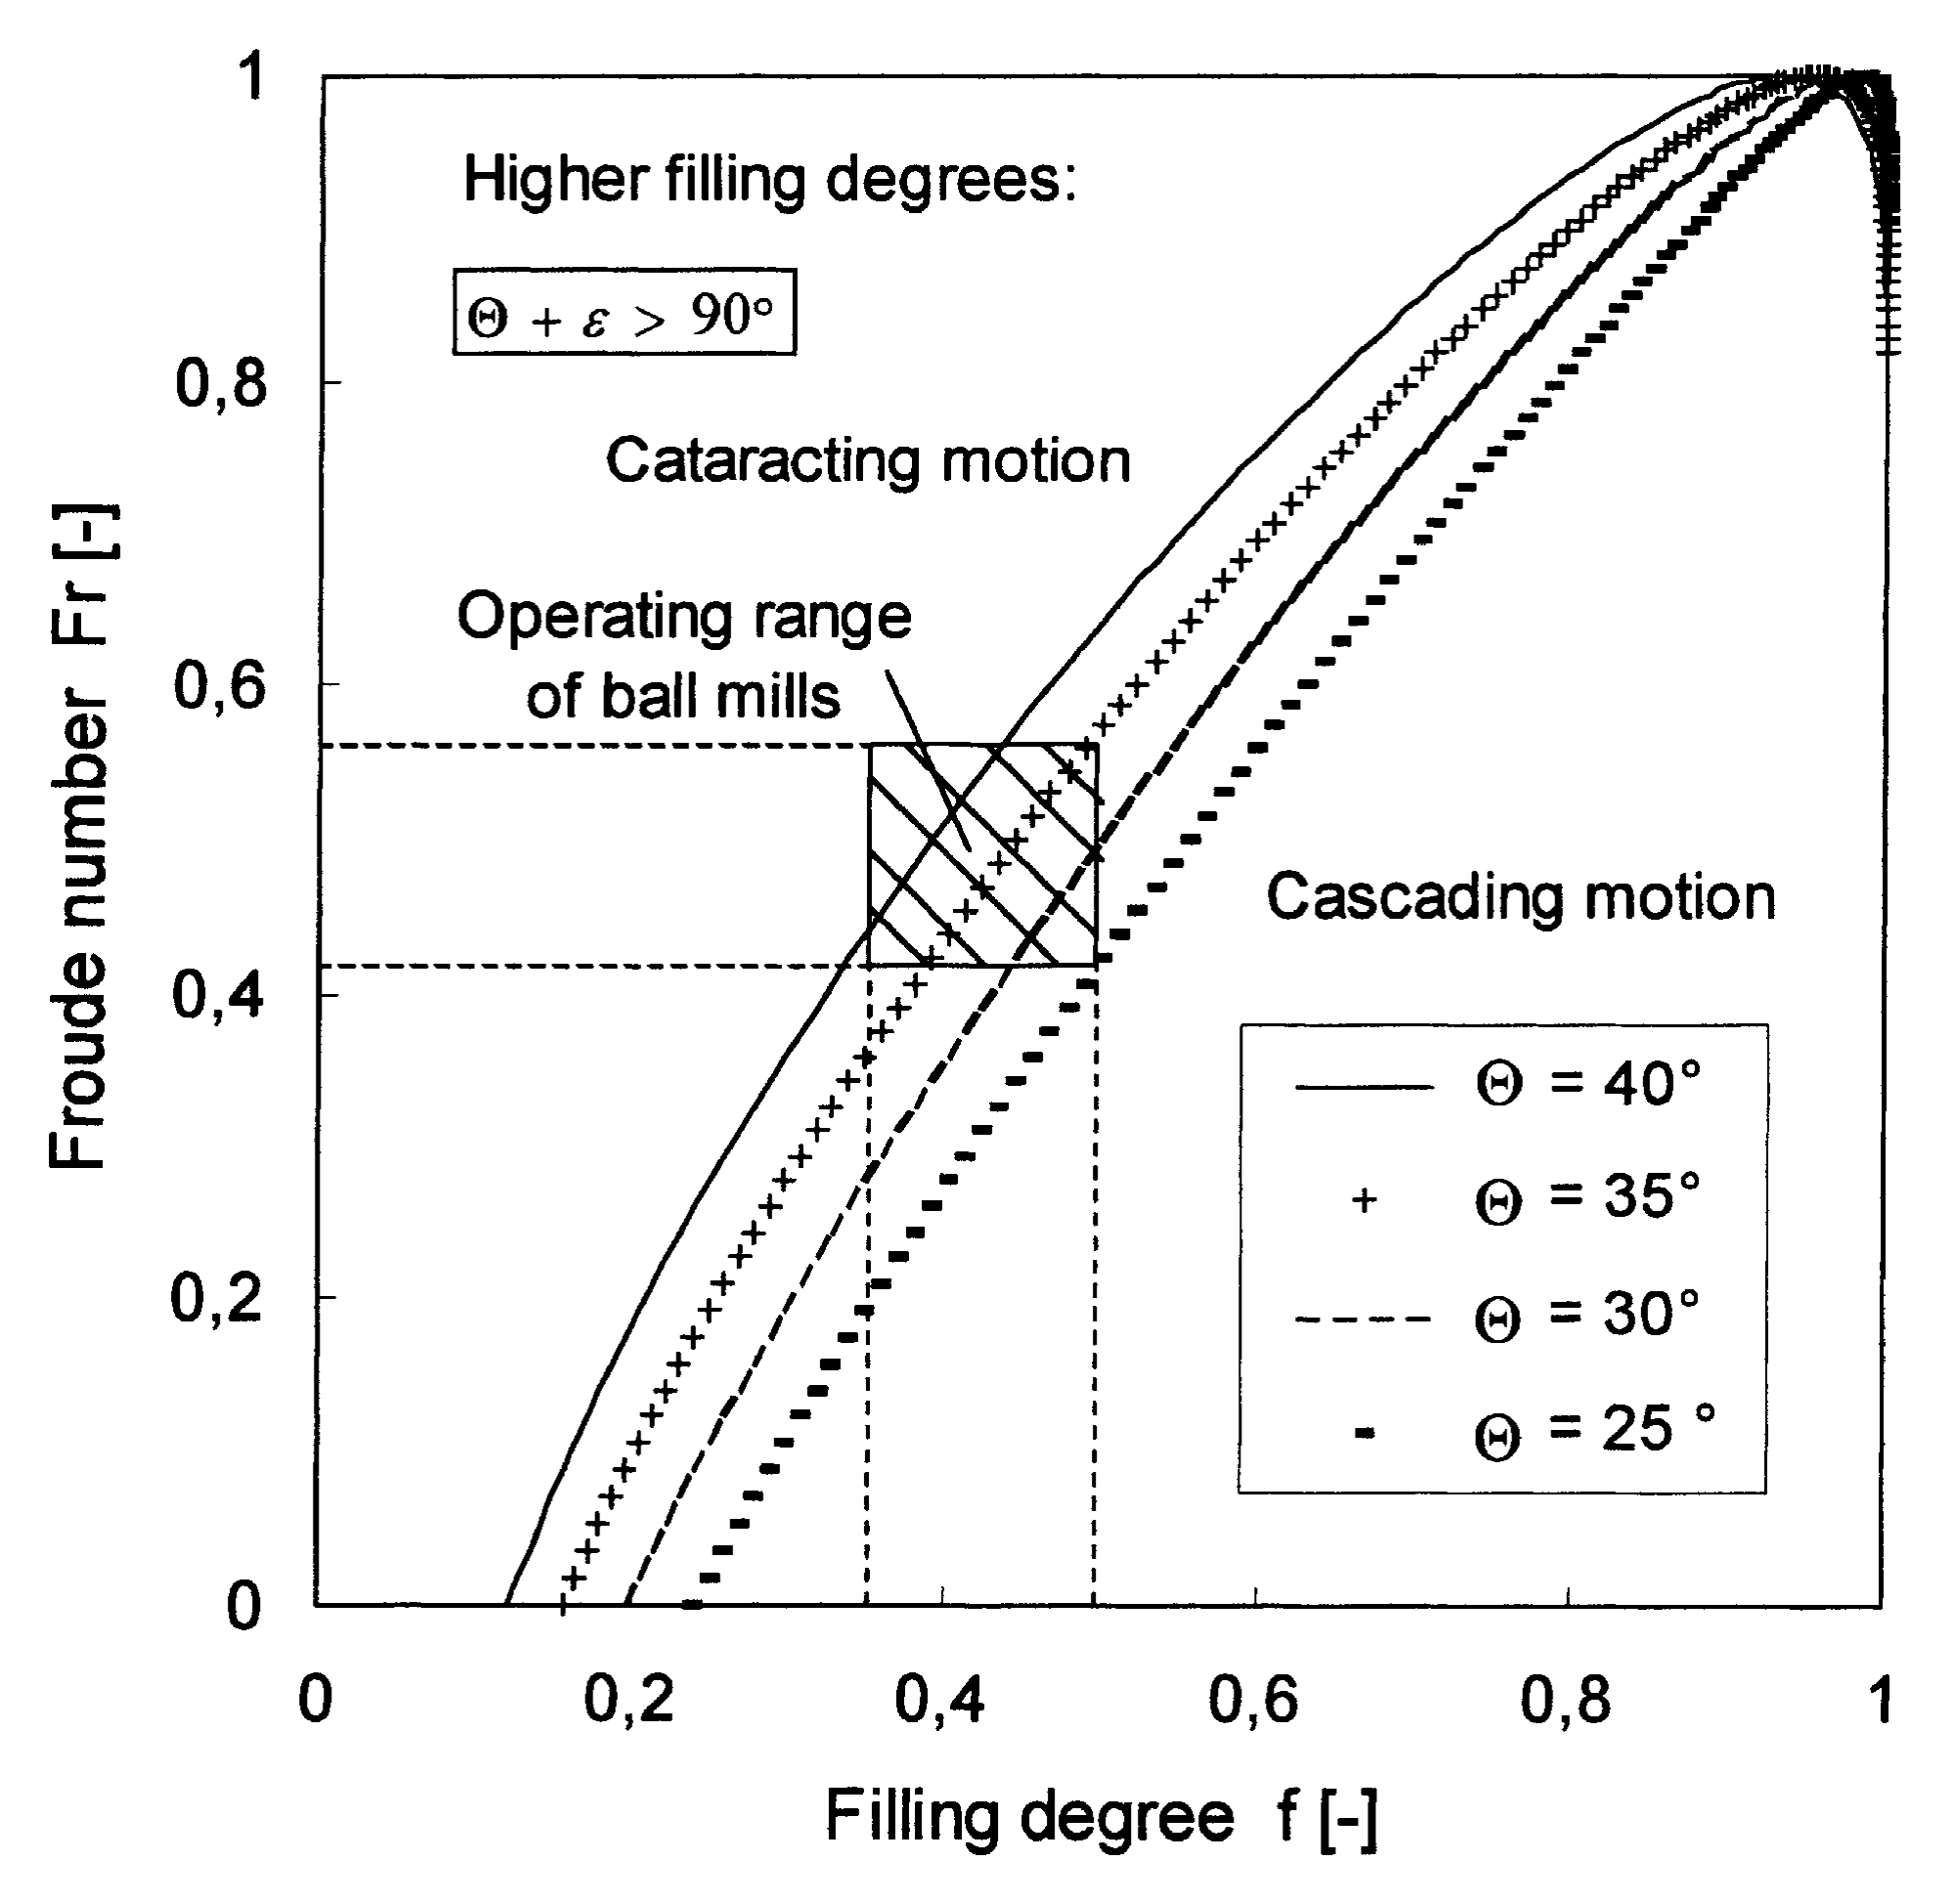 Higher filling degrees:
Θ + ε > 90°
Cataracting motion
Operating range
of ball mills
Cascading motion
Θ = 40°
Θ = 35°
Θ = 30°
Θ = 25 °
Froude number Fr [-]
1
0,8
0,6
0,4
0,2
0
0
0,2
0,4
0,6
0,8
1
Filling degree f [-]